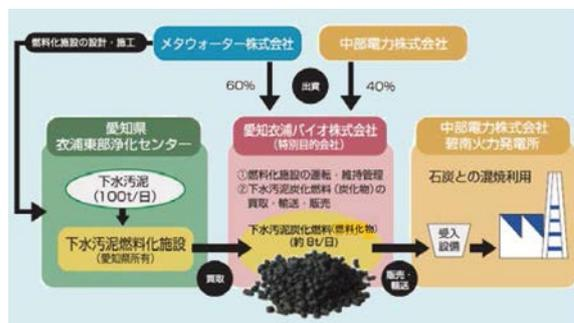 燃料化施設の設計・施工
メタウォーター株式会社
中部電力株式会社
60%
出資
40%
愛知県
衣浦東部浄化センター
下水汚泥
(100t/日)
下水汚泥燃料化施設
(愛知県所有)
買取
愛知衣浦バイオ株式会社
(特別目的会社)
①燃料化施設の運転・維持管理
②下水汚泥炭化燃料(炭化物)の
買取・輸送・販売
下水汚泥炭化燃料(燃料化物)
(約8t/日)
販売・
輸送
中部電力株式会社
碧南火力発電所
石炭との混焼利用
受入
設備